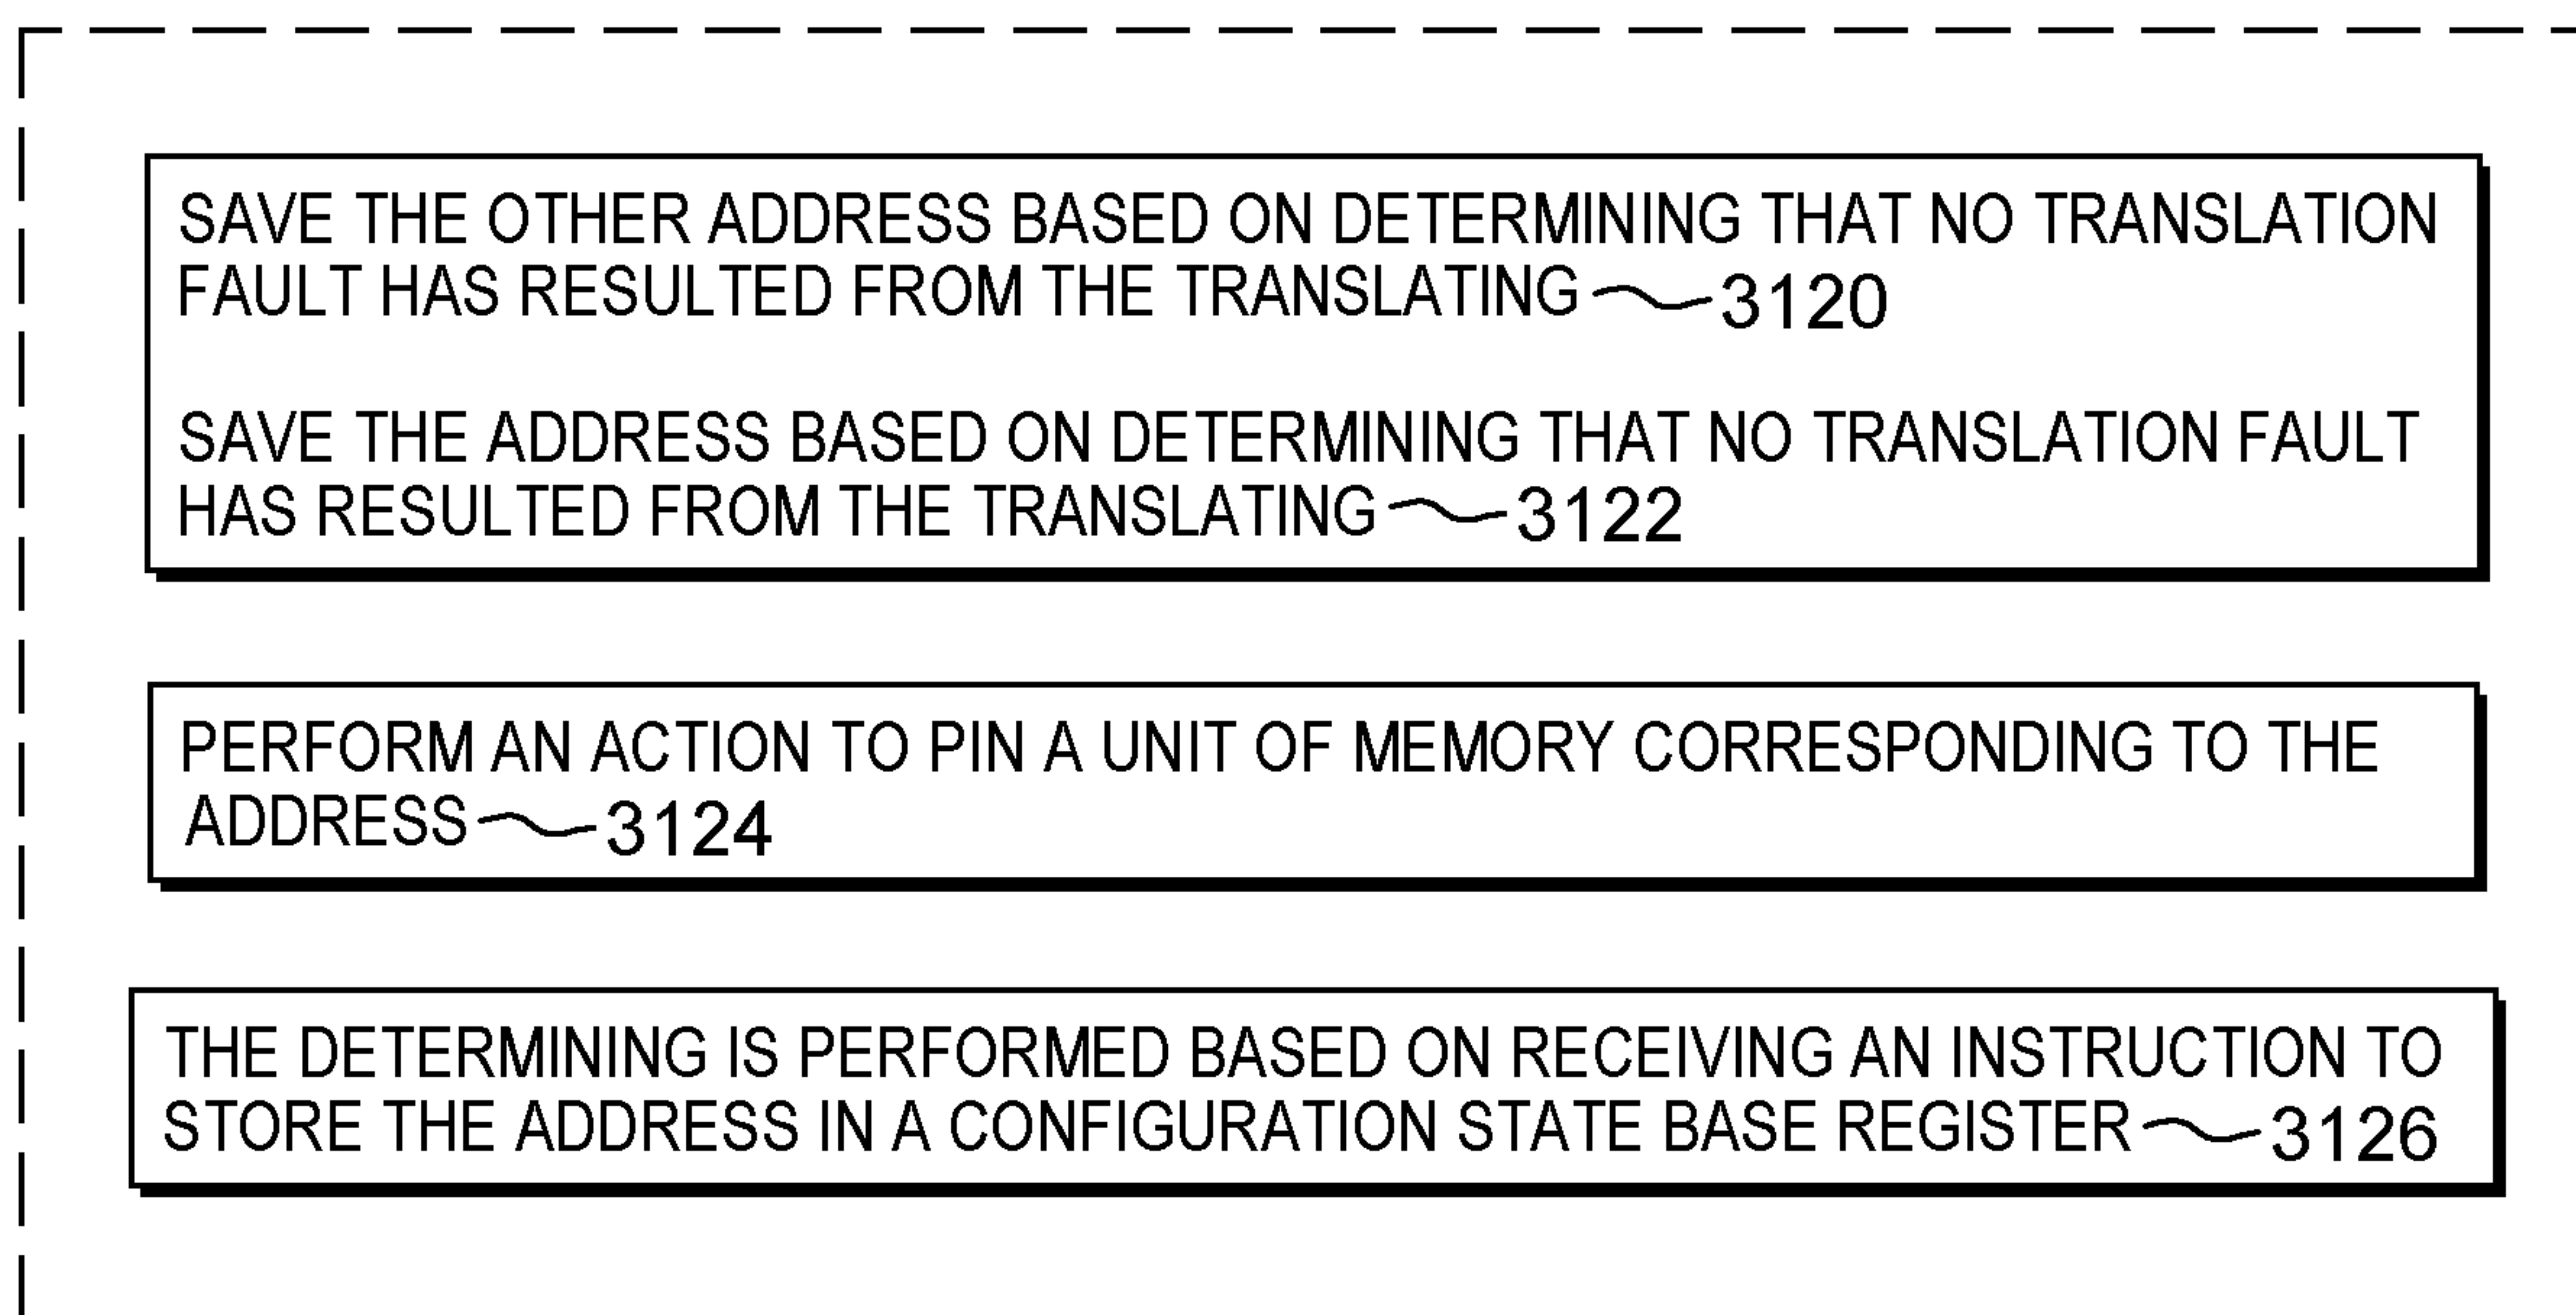 SAVE THE OTHER ADDRESS BASED ON DETERMINING THAT NO TRANSLATION
FAULT HAS RESULTED FROM THE TRANSLATING 3120
SAVE THE ADDRESS BASED ON DETERMINING THAT NO TRANSLATION FAULT
HAS RESULTED FROM THE TRANSLATING 3122
PERFORM AN ACTION TO PIN A UNIT OF MEMORY CORRESPONDING TO THE
ADDRESS 3124
THE DETERMINING IS PERFORMED BASED ON RECEIVING AN INSTRUCTION TO
STORE THE ADDRESS IN A CONFIGURATION STATE BASE REGISTER 3126